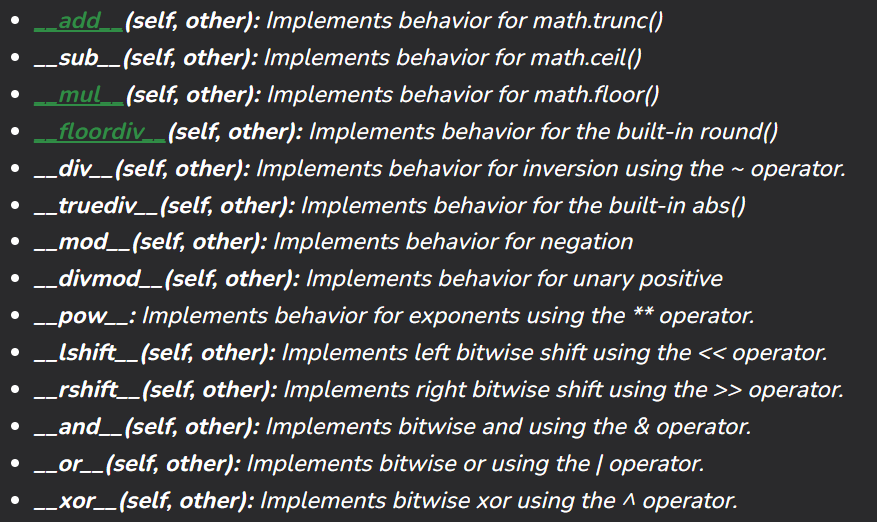 • __add__(self, other): Implements behavior for math.trunc()
• __sub__(self, other): Implements behavior for math.ceil()
• __mul__(self, other): Implements behavior for math.floor()
• __floordiv__(self, other): Implements behavior for the built-in round()
• __div__(self, other): Implements behavior for inversion using the ~ operator.
• __truediv__(self, other): Implements behavior for the built-in abs()
• __mod__(self, other): Implements behavior for negation
• __divmod__(self, other): Implements behavior for unary positive
• __pow__: Implements behavior for exponents using the ** operator.
• __lshift__(self, other): Implements left bitwise shift using the << operator.
• __rshift__(self, other): Implements right bitwise shift using the >> operator.
• __and__(self, other): Implements bitwise and using the & operator.
• __or__(self, other): Implements bitwise or using the | operator.
• __xor__(self, other): Implements bitwise xor using the ^ operator.